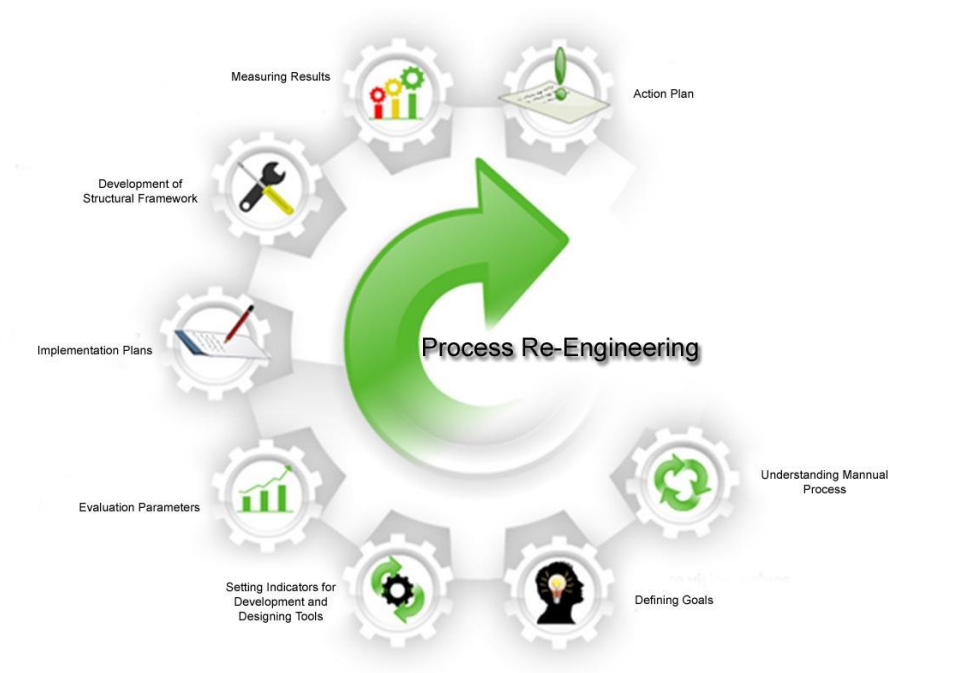 Measuring Results
Action Plan
Development of
Structural Framework
Implementation Plans
Process Re-Engineering
Understanding Mannual
Process
Evaluation Parameters
Setting Indicators for
Development and
Designing Tools
Defining Goals